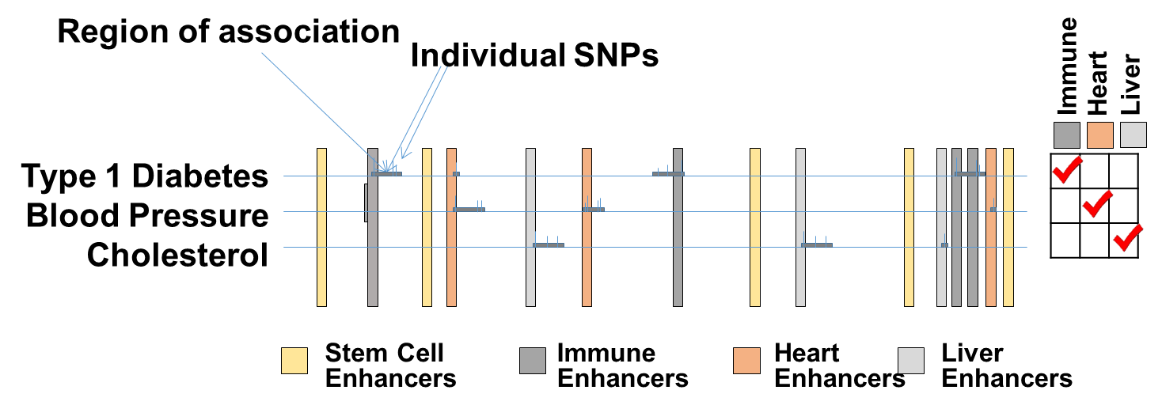 Region of association
Individual SNPs
Immune
Heart
Liver
Type 1 Diabetes
Blood Pressure
Cholesterol
Stem Cell
Enhancers
Immune
Enhancers
Heart
Enhancers
Liver
Enhancers